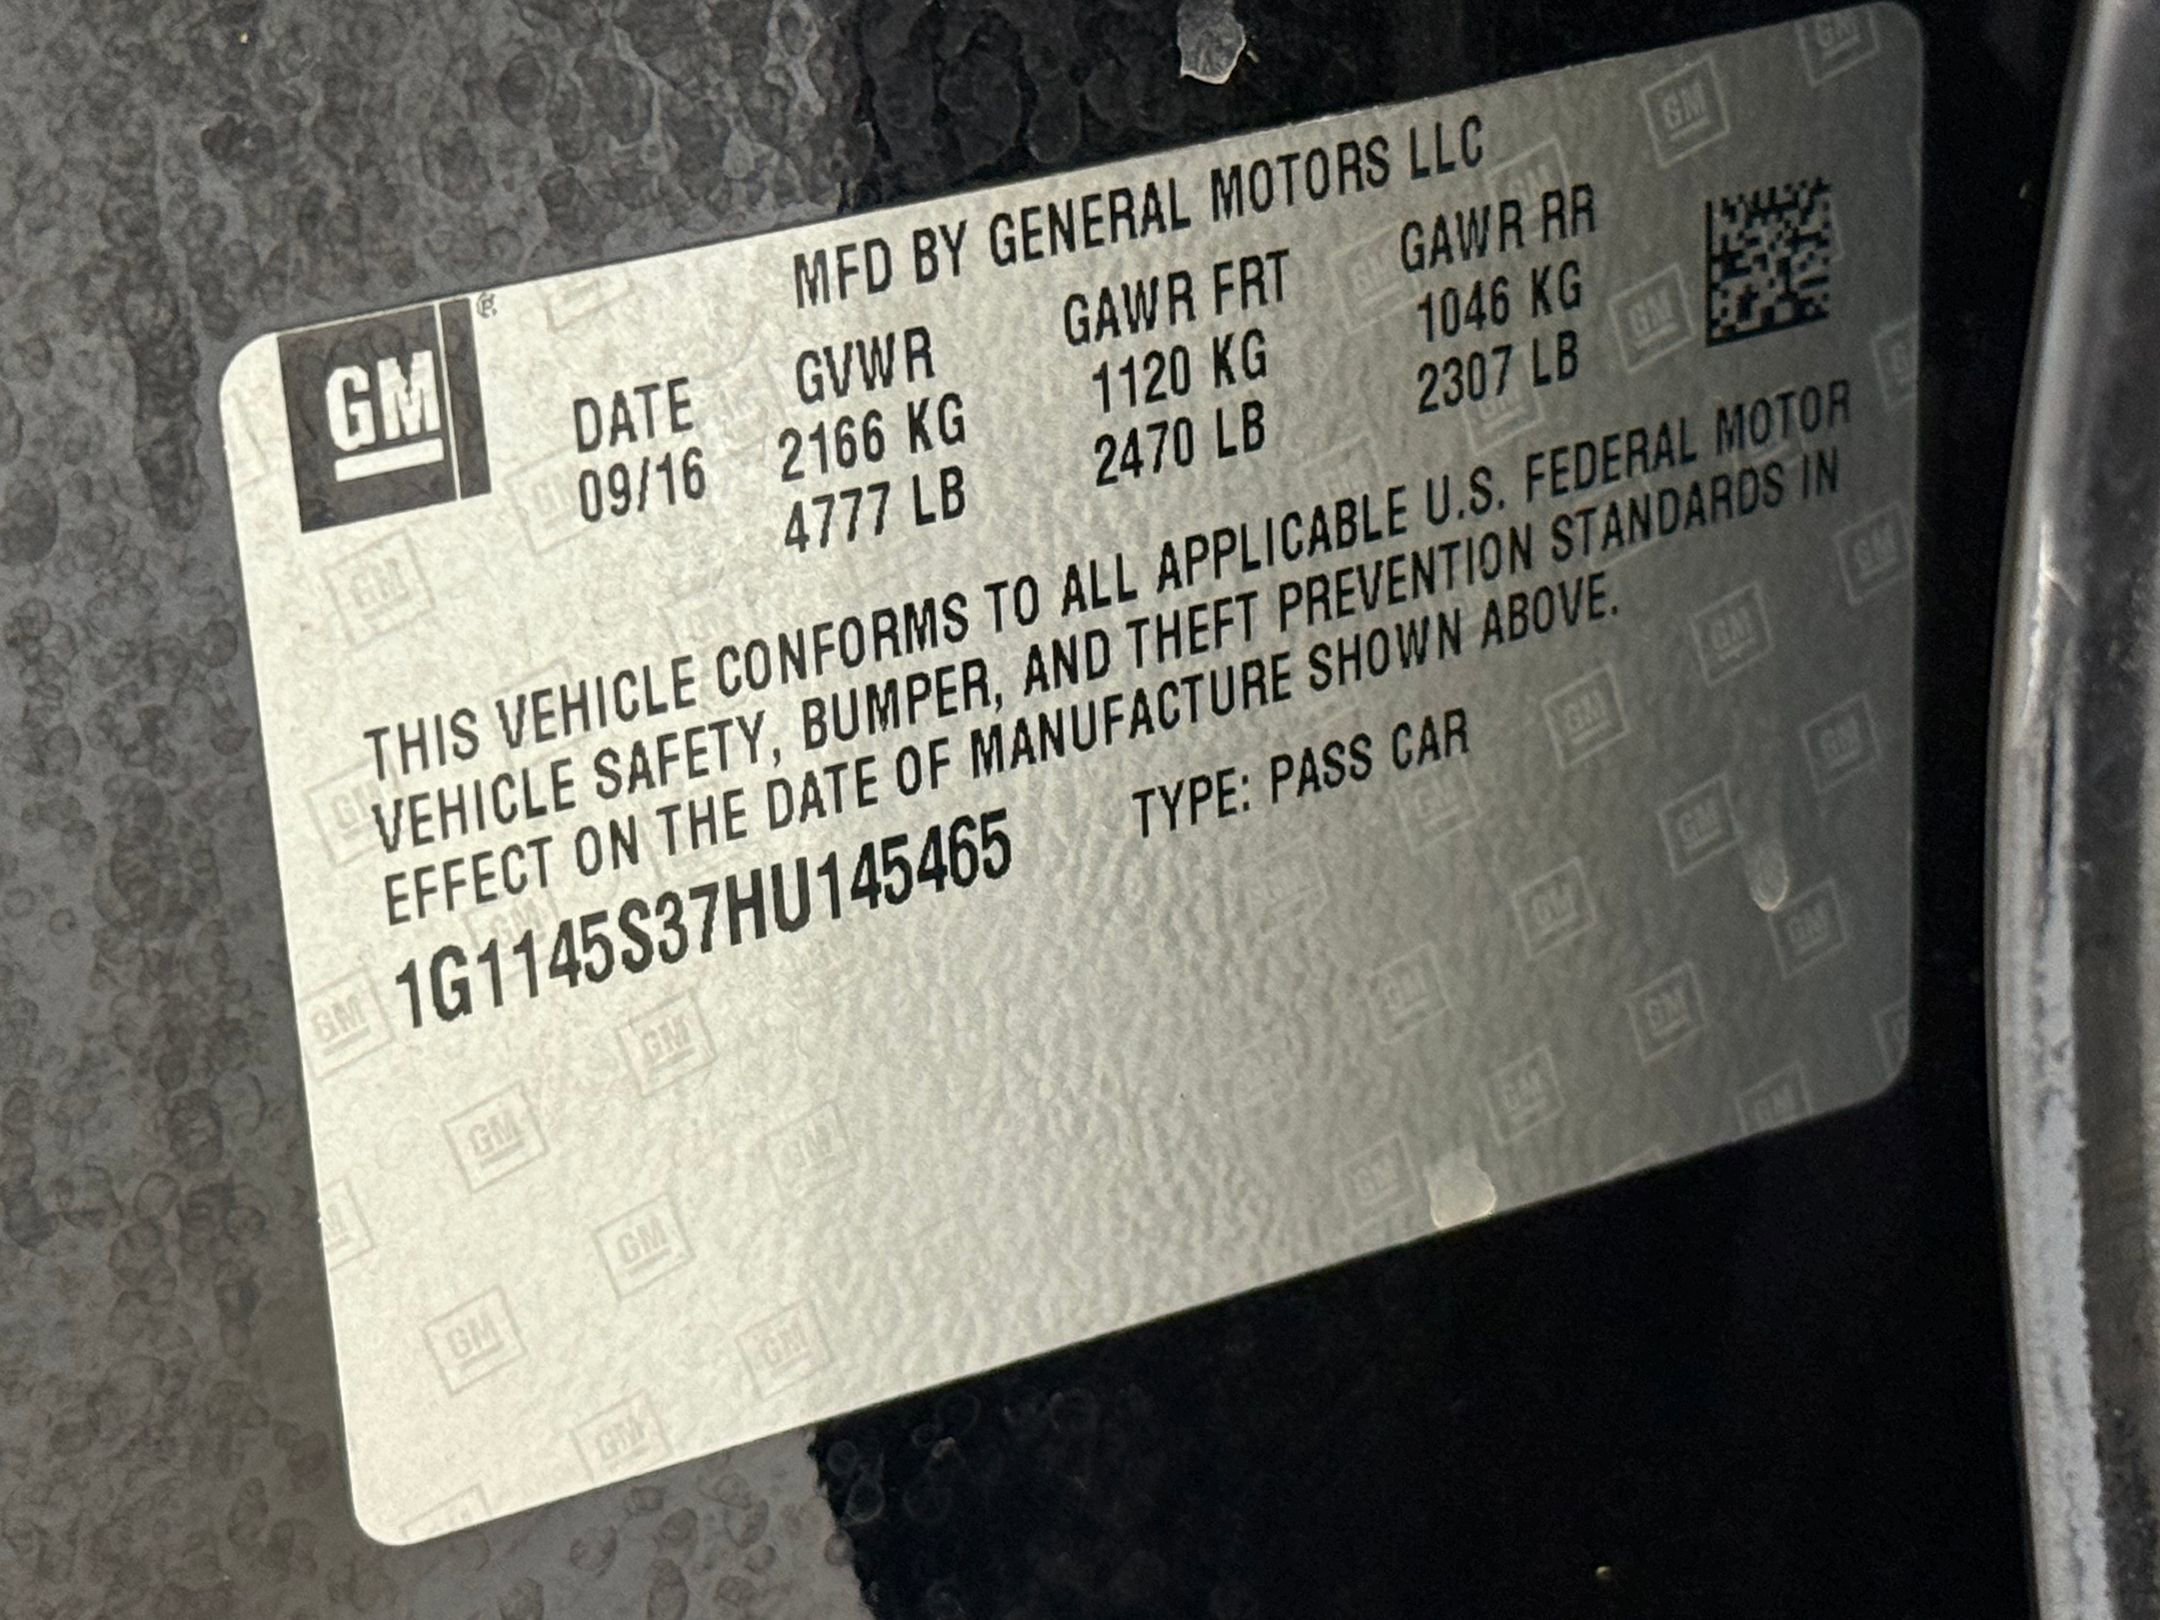 GM
®
MFD BY GENERAL MOTORS LLC
DATE GVWR GAWR FRT GAWR RR
09/16 2166 KG 1120 KG 1046 KG
4777 LB 2470 LB 2307 LB
THIS VEHICLE CONFORMS TO ALL APPLICABLE U.S. FEDERAL MOTOR
VEHICLE SAFETY, BUMPER, AND THEFT PREVENTION STANDARDS IN
EFFECT ON THE DATE OF MANUFACTURE SHOWN ABOVE.
1G1145S37HU145465 TYPE: PASS CAR